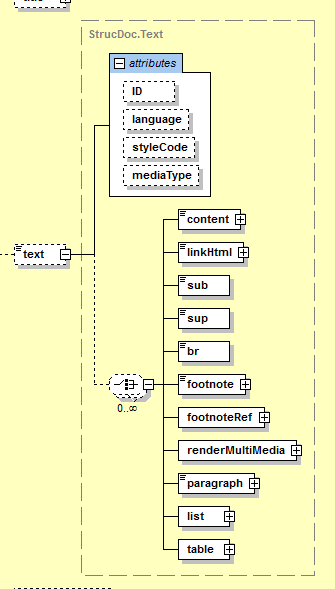 StrucDoc.Text
attributes
ID
language
styleCode
mediaType
content
linkHtml
text
sub
sup
br
footnote
0..∞
footnoteRef
renderMultiMedia
paragraph
list
table